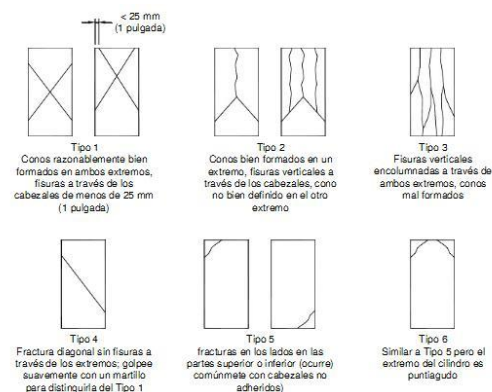 < 25 mm
(1 pulgada)
Tipo 1
Conos razonablemente bien
formados en ambos extremos,
fisuras a través de los
cabezales de menos de 25 mm
(1 pulgada)
Tipo 2
Conos bien formados en un
extremo, fisuras verticales a
través de los cabezales, cono
no bien definido en el otro
extremo
Tipo 3
Fisuras verticales
encolumnadas a través de
ambos extremos, conos
mal formados
Tipo 4
Fractura diagonal sin fisuras a
través de los extremos; golpee
suavemente con un martillo
para distinguirla del Tipo 1
Tipo 5
fracturas en los lados en las
partes superior o inferior (ocurre)
comúnmete con cabezales no
adheridos)
Tipo 6
Similar a Tipo 5 pero el
extremo del cilindro es
puntiagudo